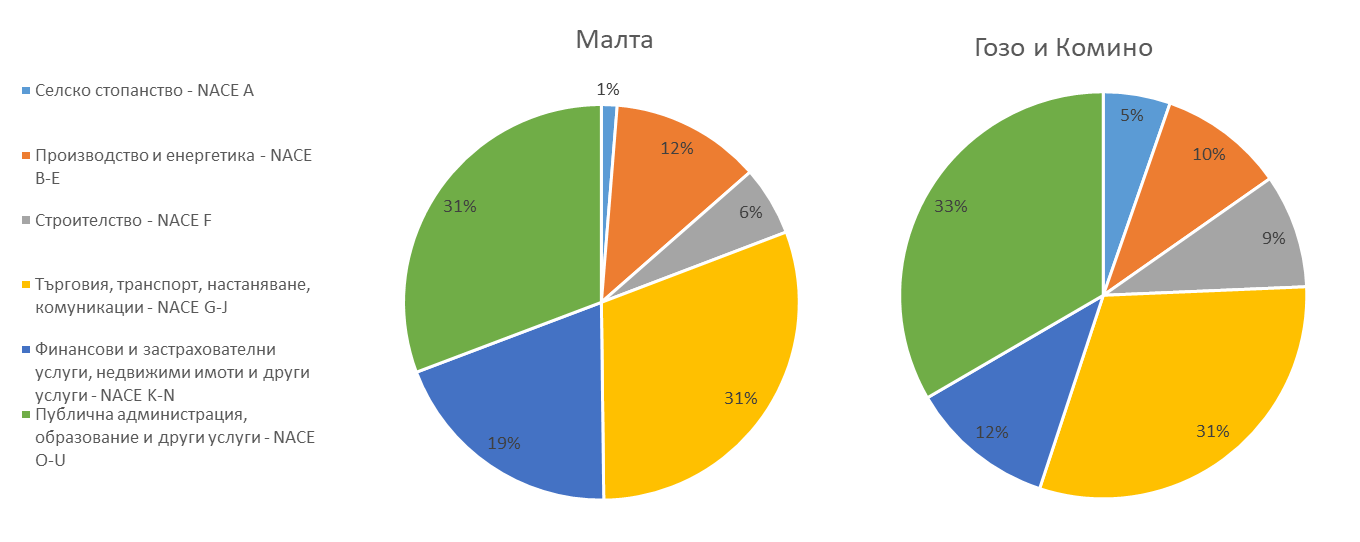 Малта
Гозо и Комино
Селско стопанство - NACE A
Производство и енергетика - NACE
B-E
Строителство - NACE F
Търговия, транспорт, настаняване,
комуникации - NACE G-J
Финансови и застрахователни
услуги, недвижими имоти и други
услуги - NACE K-N
Публична администрация,
образование и други услуги - NACE
O-U
1%
12%
6%
31%
19%
31%
5%
10%
9%
31%
12%
33%